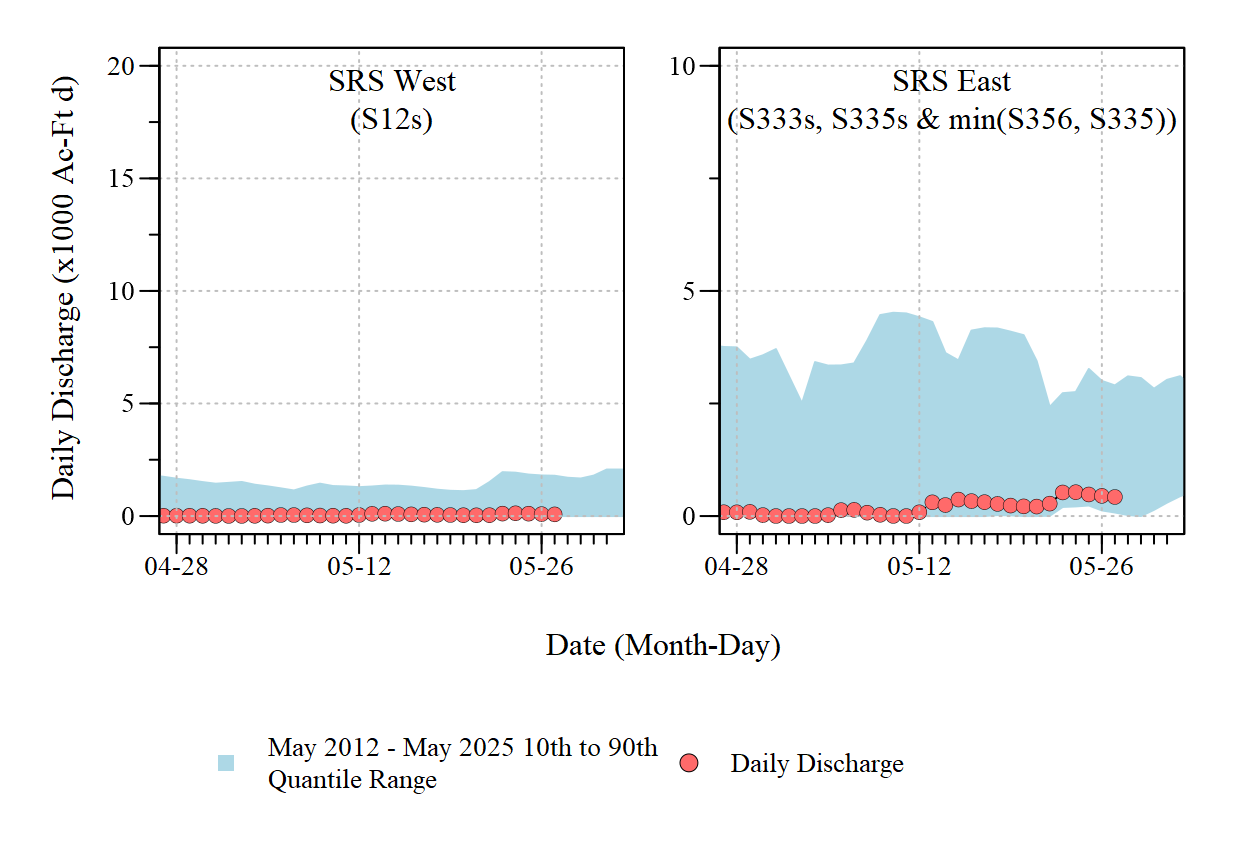 SRS West
(S12s)
SRS East
(S333s, S335s & min(S356, S335))
Daily Discharge (x1000 Ac-Ft d)
20
15
10
5
0
10
5
0
04-28
05-12
05-26
04-28
05-12
05-26
Date (Month-Day)
May 2012 - May 2025 10th to 90th
Quantile Range
Daily Discharge